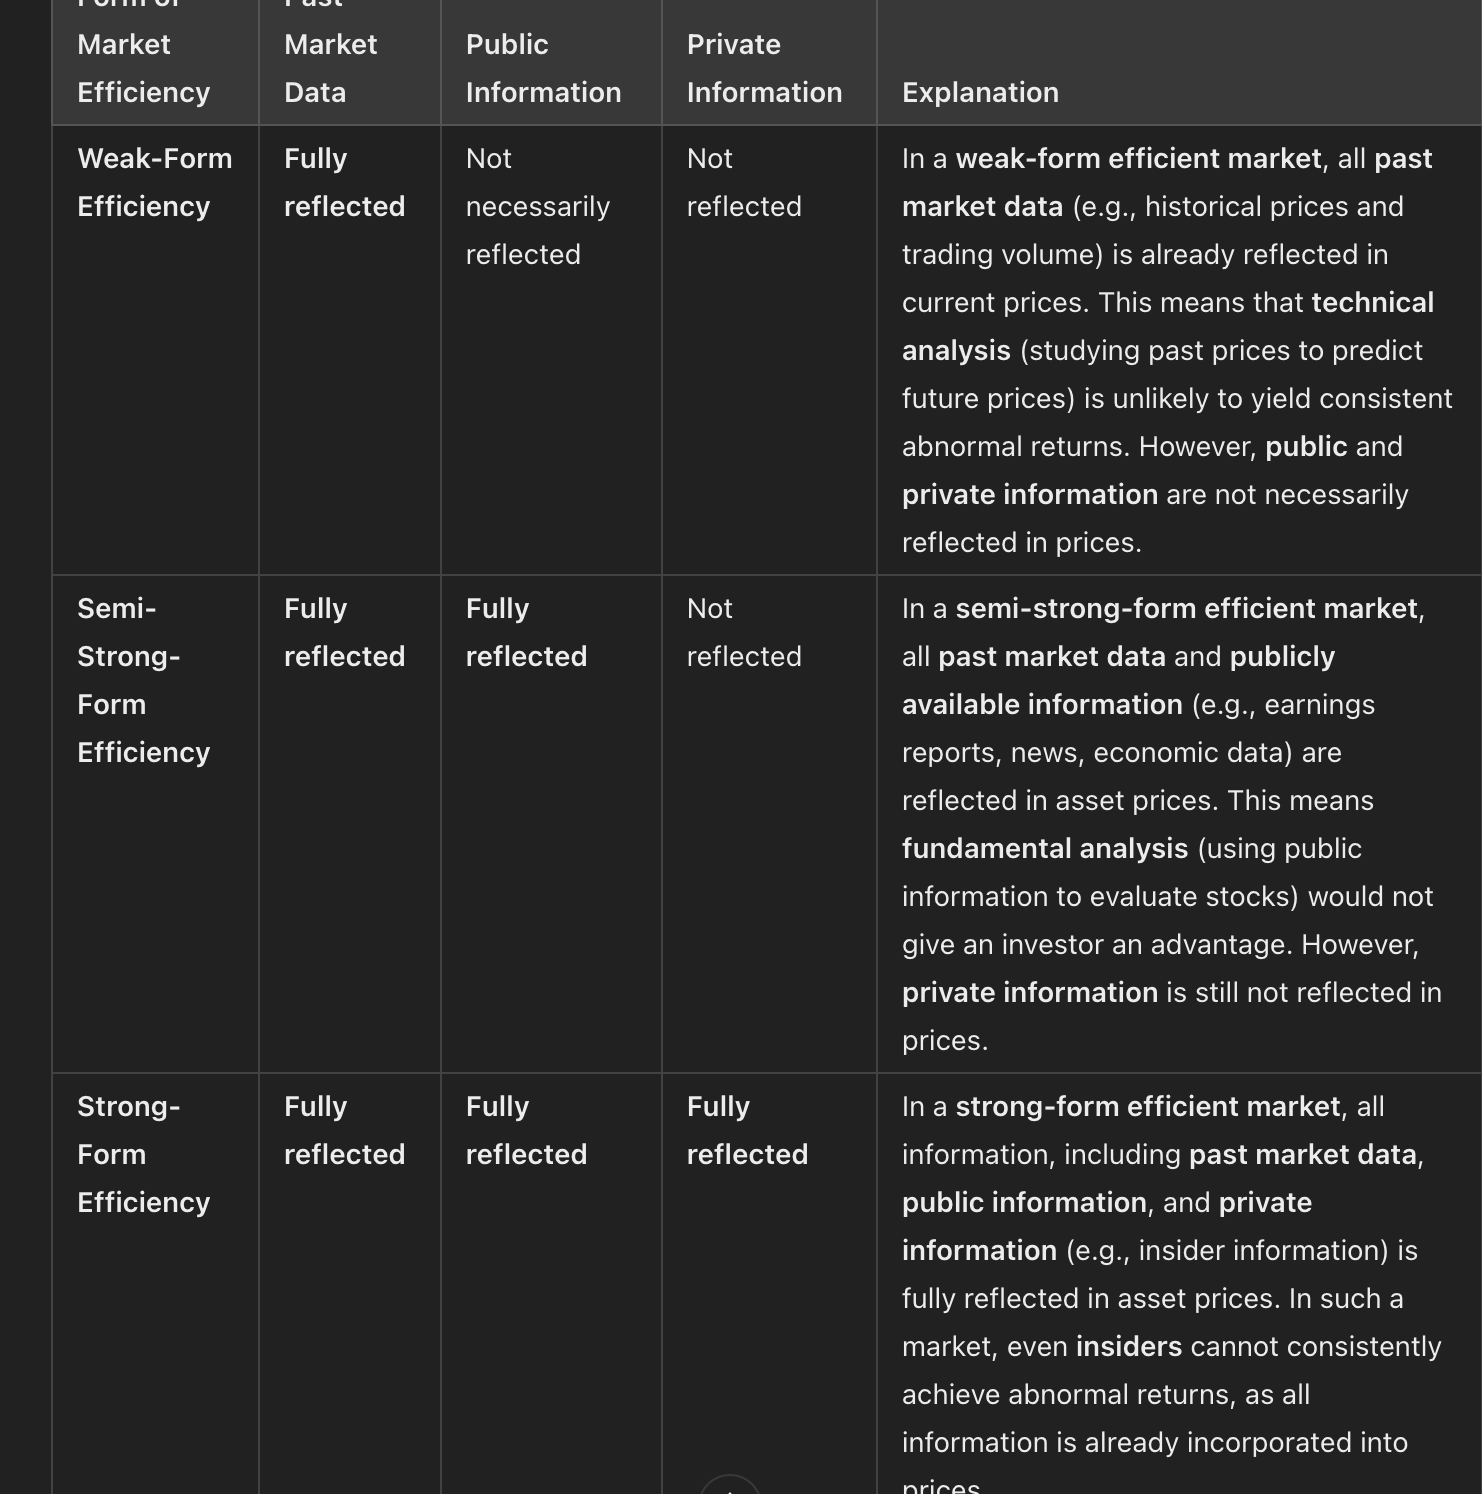 Form of
Market
Efficiency
Past
Market
Data
Public
Information
Private
Information
Explanation
Weak-Form
Efficiency
Fully
reflected
Not
necessarily
reflected
Not
reflected
In a weak-form efficient market, all past
market data (e.g., historical prices and
trading volume) is already reflected in
current prices. This means that technical
analysis (studying past prices to predict
future prices) is unlikely to yield consistent
abnormal returns. However, public and
private information are not necessarily
reflected in prices.
Semi-
Strong-
Form
Efficiency
Fully
reflected
Fully
reflected
Not
reflected
In a semi-strong-form efficient market,
all past market data and publicly
available information (e.g., earnings
reports, news, economic data) are
reflected in asset prices. This means
fundamental analysis (using public
information to evaluate stocks) would not
give an investor an advantage. However,
private information is still not reflected in
prices.
Strong-
Form
Efficiency
Fully
reflected
Fully
reflected
Fully
reflected
In a strong-form efficient market, all
information, including past market data,
public information, and private
information (e.g., insider information) is
fully reflected in asset prices. In such a
market, even insiders cannot consistently
achieve abnormal returns, as all
information is already incorporated into
prices.